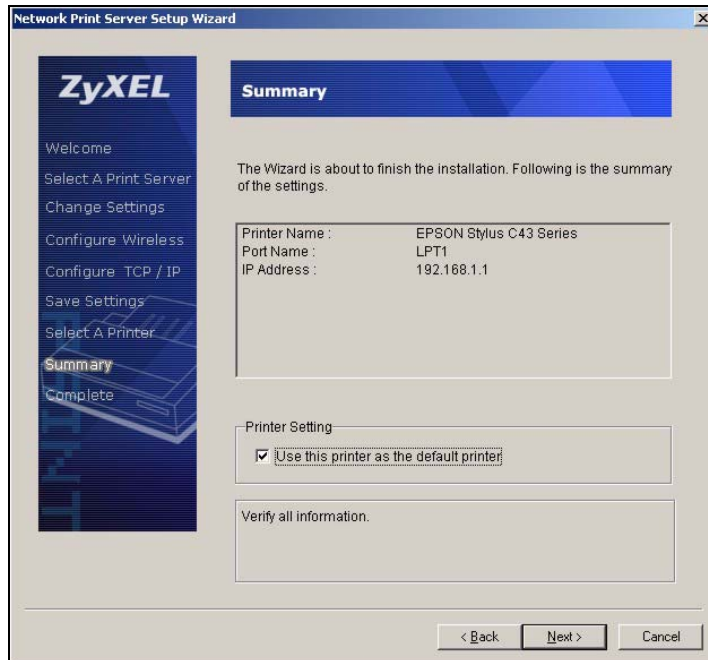 Network Print Server Setup Wizard
ZyXEL
Summary
Welcome
Select A Print Server
Change Settings
Configure Wireless
Configure TCP / IP
Save Settings
Select A Printer
Summary
Complete
PRINT
The Wizard is about to finish the installation. Following is the summary
of the settings.
Printer Name : EPSON Stylus C43 Series
Port Name : LPT1
IP Address : 192.168.1.1
Printer Setting
Use this printer as the default printer
Verify all information.
< Back
Next >
Cancel